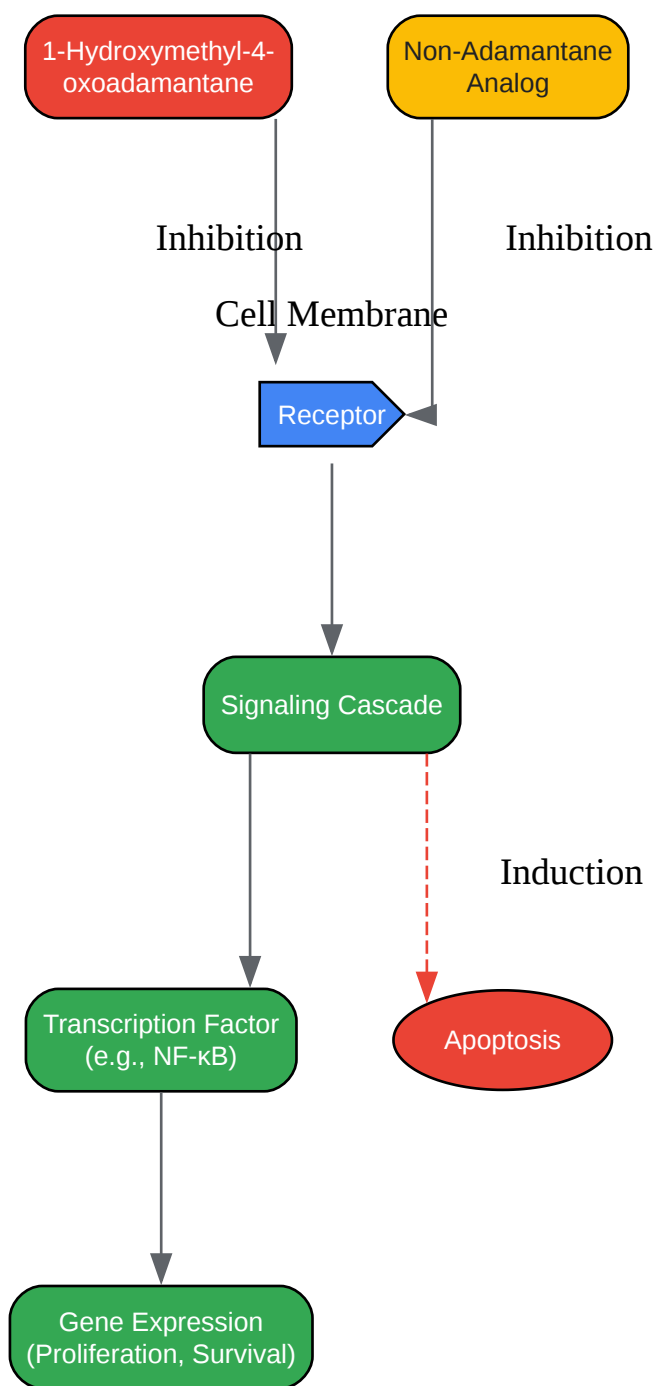 1-Hydroxymethyl-4-
oxoadamantane
Non-Adamantane
Analog
Inhibition
Inhibition
Cell Membrane
Receptor
Signaling Cascade
Induction
Transcription Factor
(e.g., NF-κB)
Apoptosis
Gene Expression
(Proliferation, Survival)